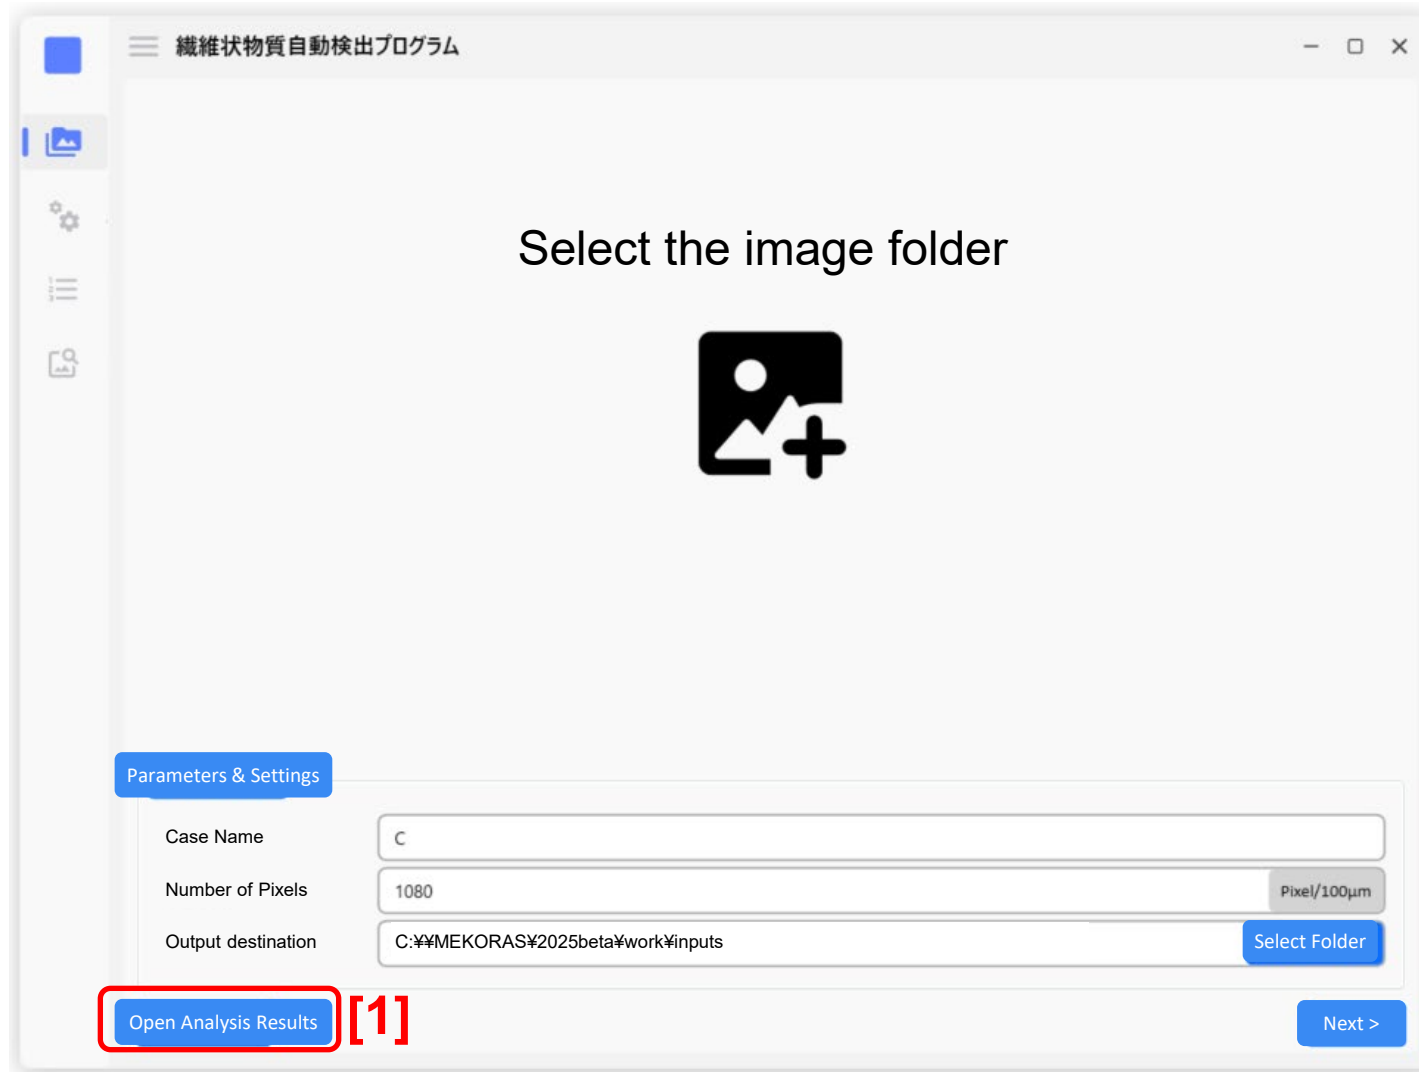 繊維状物質自動検出プログラム
Select the image folder
Parameters & Settings
Case Name
C
Number of Pixels
1080
Pixel/100μm
Output destination
C:¥¥MEKORAS¥2025beta¥work¥inputs
Select Folder
Open Analysis Results
[1]
Next >